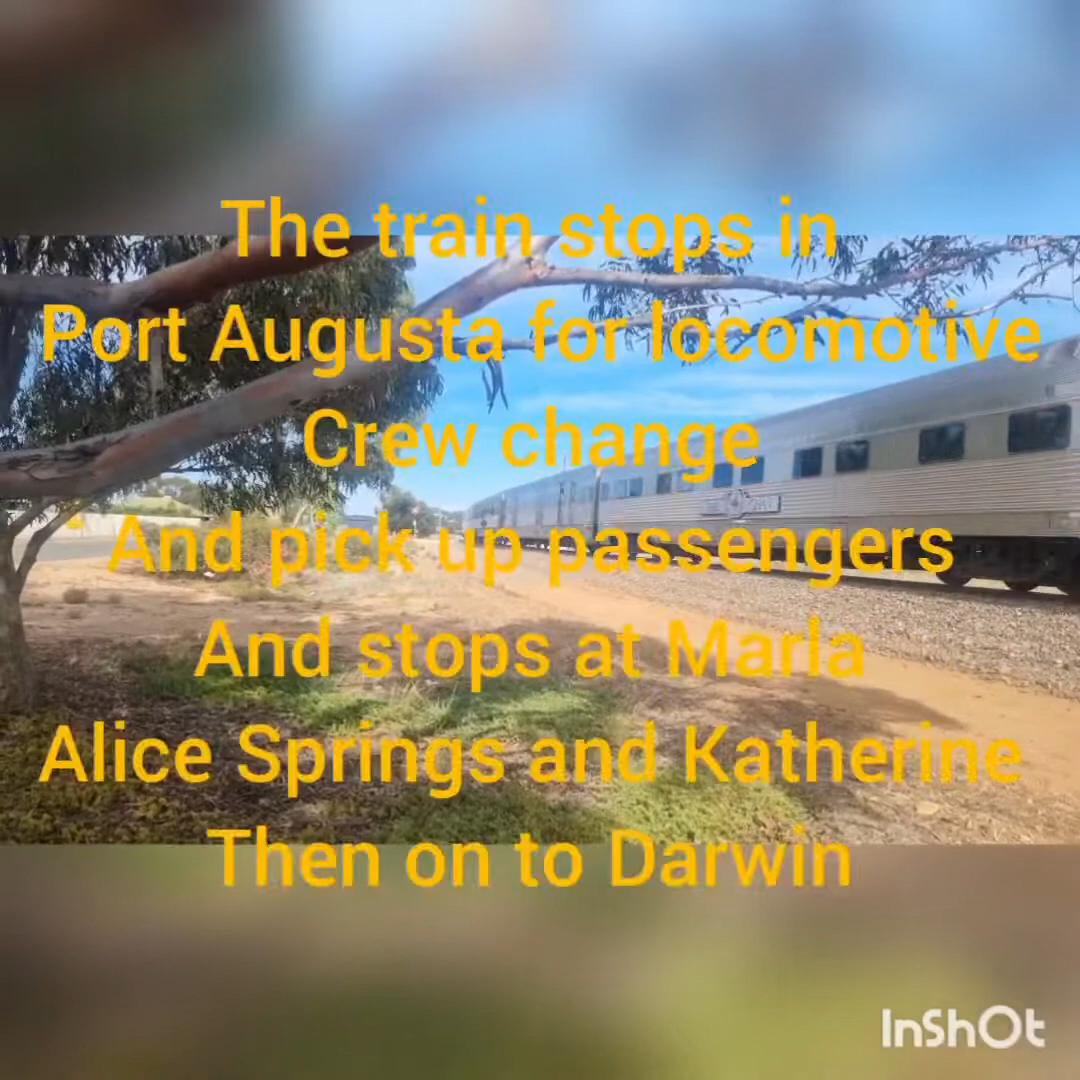 The train stops in
Port Augusta for locomotive
Crew change
And pick up passengers
And stops at Marla
Alice Springs and Katherine
Then on to Darwin
InShOt